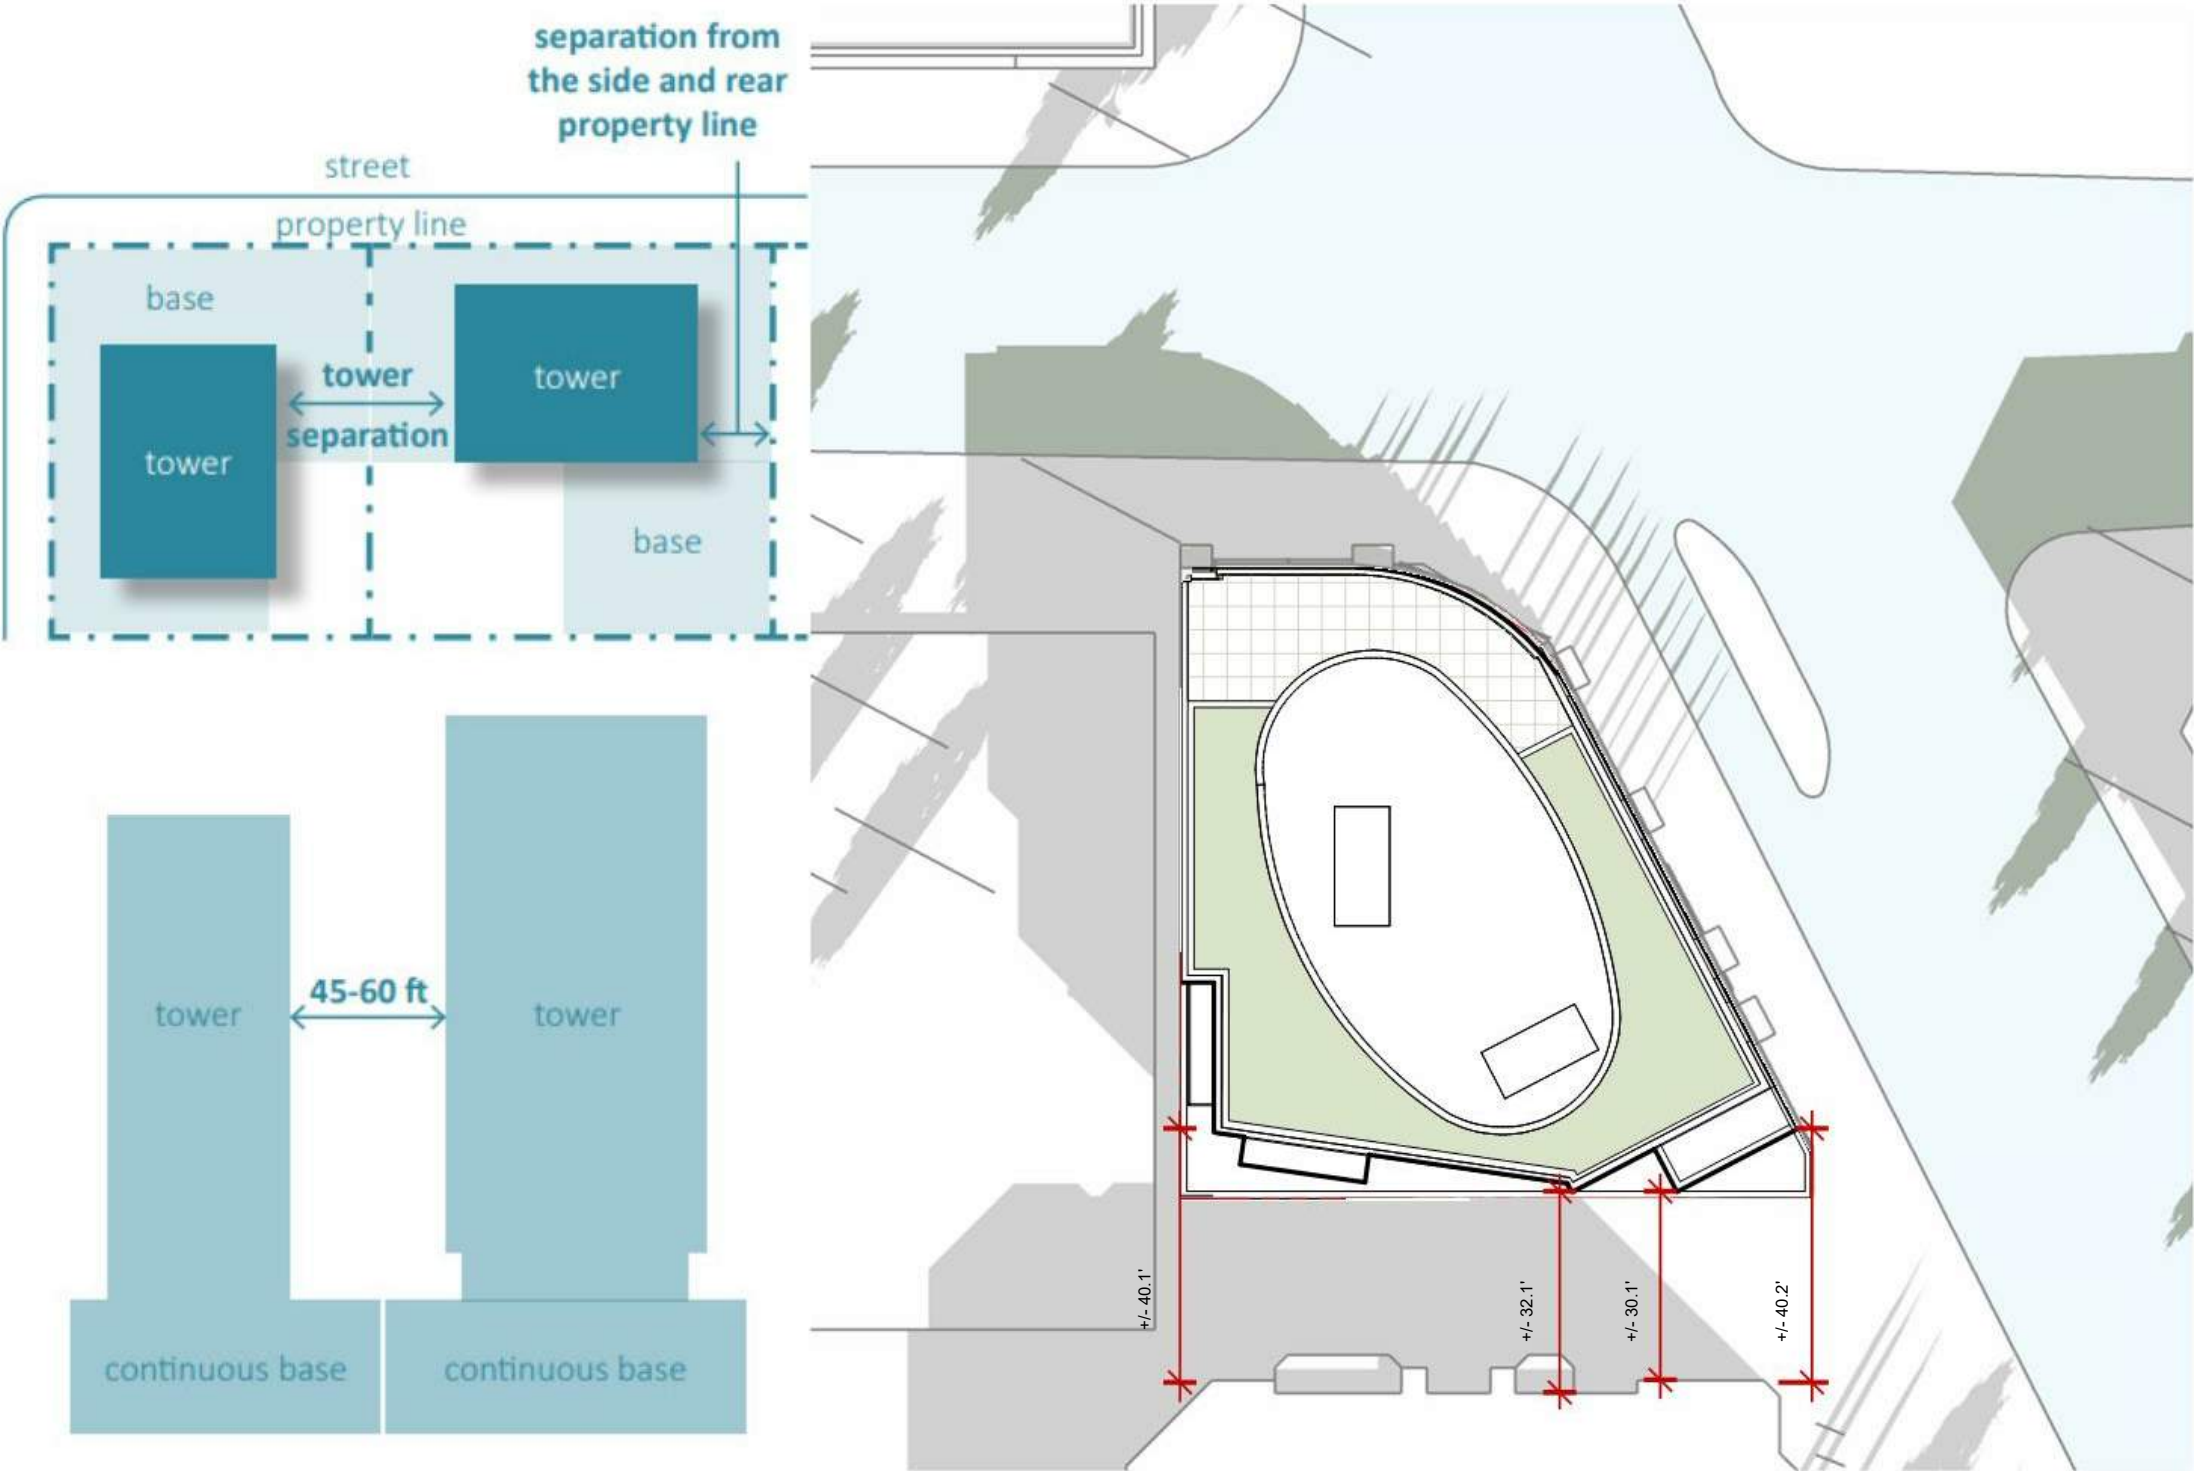 separation from
the side and rear
property line
street
property line
base
tower
separation
tower
tower
base
45-60 ft
tower
tower
continuous base
continuous base
+/- 40.1'
+/- 32.1'
+/- 30.1'
+/- 40.2'